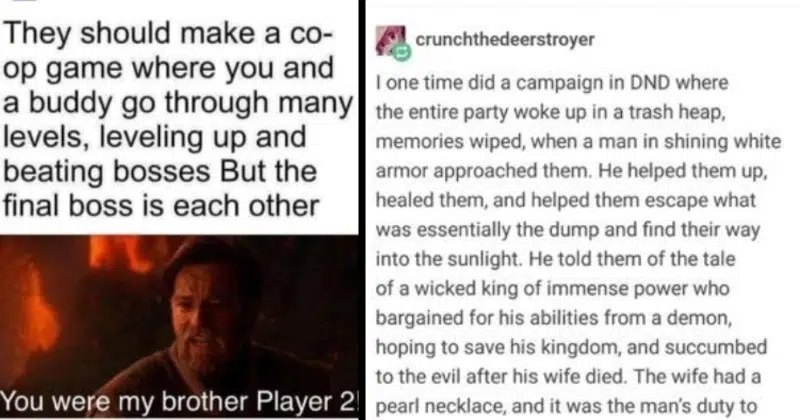 They should make a co-
op game where you and
a buddy go through many
levels, leveling up and
beating bosses But the
final boss is each other
You were my brother Player 2!
crunchthedeerstroyer
I one time did a campaign in DND where
the entire party woke up in a trash heap,
memories wiped, when a man in shining white
armor approached them. He helped them up,
healed them, and helped them escape what
was essentially the dump and find their way
into the sunlight. He told them of the tale
of a wicked king of immense power who
bargained for his abilities from a demon,
hoping to save his kingdom, and succumbed
to the evil after his wife died. The wife had a
pearl necklace, and it was the man's duty to